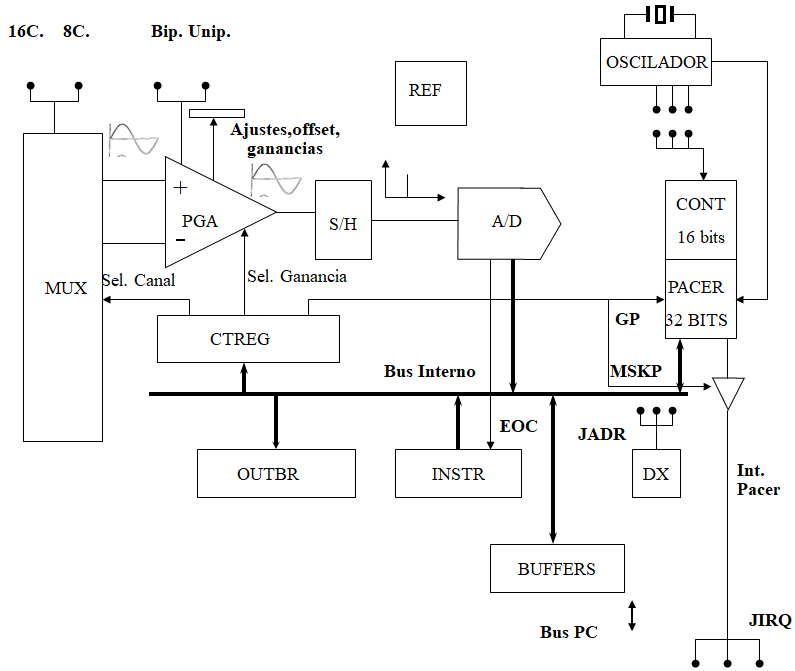 16C. 8C. Bip. Unip.
OSCILADOR
REF
Ajustes,offset,
ganancias
+
PGA
-
S/H
A/D
CONT
16 bits
MUX
Sel. Canal
Sel. Ganancia
PACER
32 BITS
GP
CTREG
Bus Interno
MSKP
EOC
JADR
OUTBR
INSTR
DX
Int.
Pacer
BUFFERS
Bus PC
JIRQ